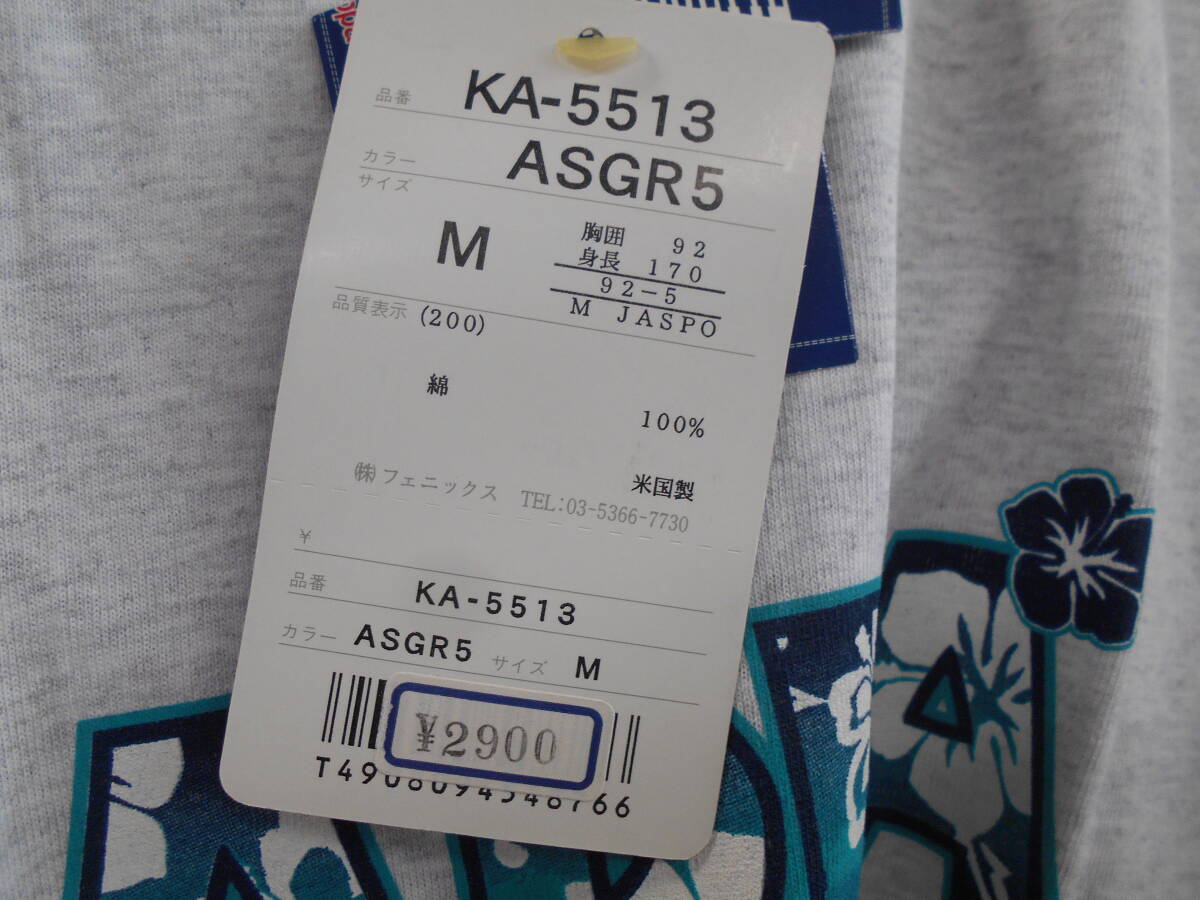 品番 KA-5513
カラー ASGR5
サイズ
M 胸囲 92
身長 170
92-5
M JASPO
品質表示 (200)
綿
100%
米国製
㈱フェニックス TEL:03-5366-7730
¥
品番 KA-5513
カラー ASGR5 サイズ M
¥2900